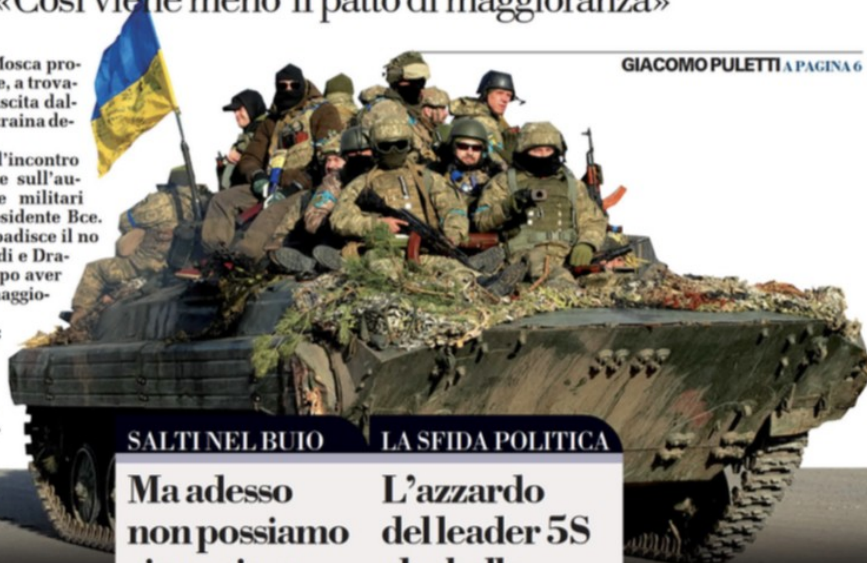 «Così viene meno il patto di maggioranza»
GIACOMO PULETTI A PAGINA 6
Mosca pro-
e, a trova-
scita dal-
raina de-
l'incontro
e sull'au-
e militari
sidente Bce.
badisce il no
di e Dra-
po aver
aggio-
SALTI NEL BUIO
Ma adesso
non possiamo
LA SFIDA POLITICA
L'azzardo
del leader 5S